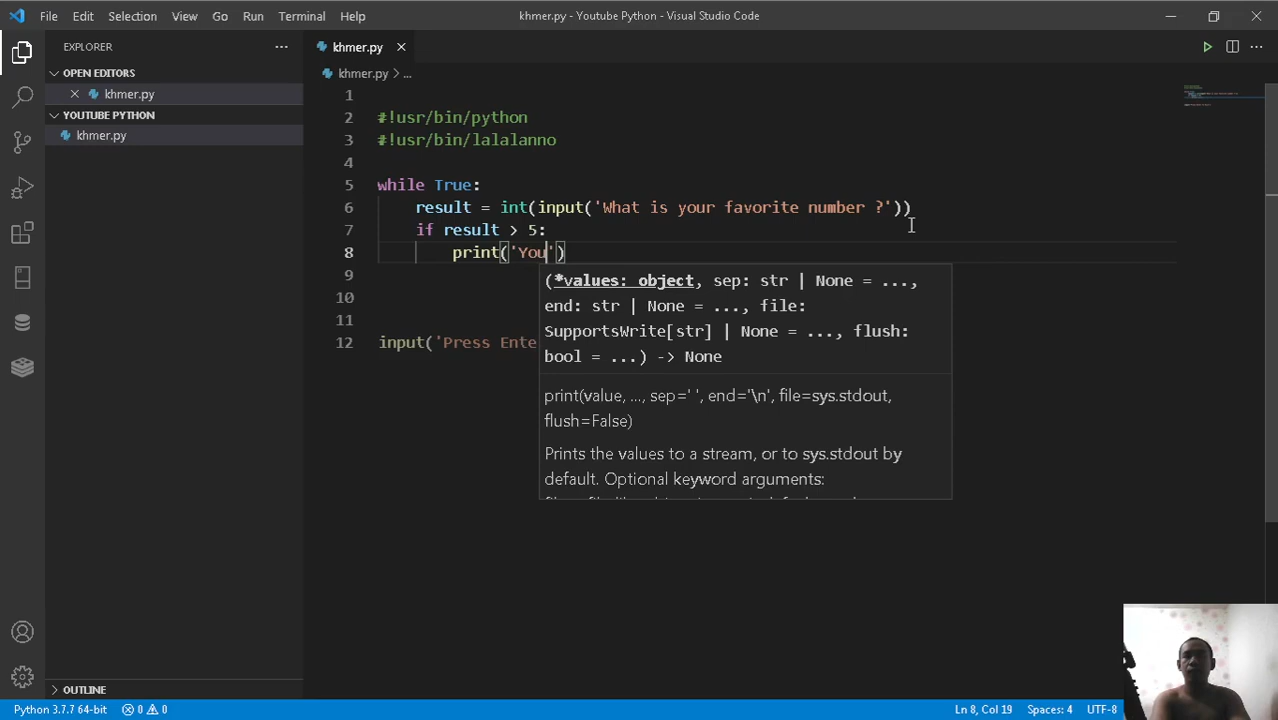 File Edit Selection View Go Run Terminal Help
khmer.py - Youtube Python - Visual Studio Code
EXPLORER
OPEN EDITORS
khmer.py
YOUTUBE PYTHON
khmer.py
OUTLINE
khmer.py
khmer.py > ...
1
2 #!usr/bin/python
3 #!usr/bin/lalalanno
4
5 while True:
6 result = int(input('What is your favorite number ?'))
7 if result > 5:
8 print('You')
9
10
11
12 input('Press Ente
(*values: object, sep: str | None = ...,
end: str | None = ..., file:
SupportsWrite[str] | None = ..., flush:
bool = ...) -> None
print(value, ..., sep=' ', end='\n', file=sys.stdout,
flush=False)
Prints the values to a stream, or to sys.stdout by
default. Optional keyword arguments:
Python 3.7.7 64-bit 0 0 Ln 8, Col 19 Spaces: 4 UTF-8